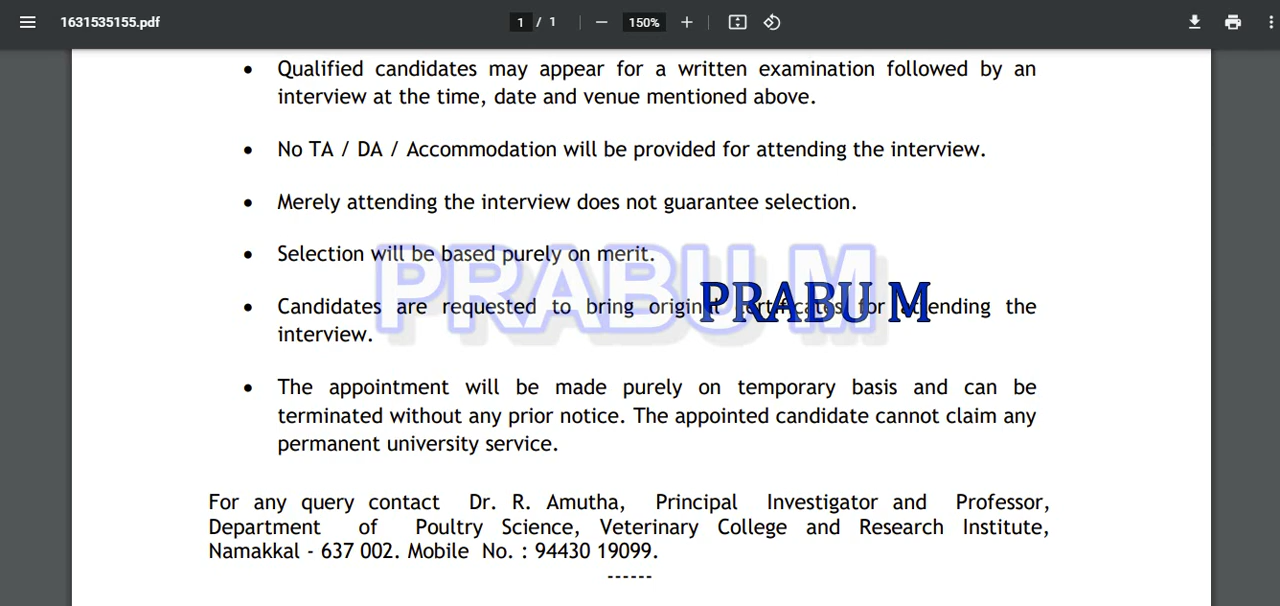 1631535155.pdf
1 / 1
150%
Qualified candidates may appear for a written examination followed by an
interview at the time, date and venue mentioned above.
No TA / DA / Accommodation will be provided for attending the interview.
Merely attending the interview does not guarantee selection.
Selection will be based purely on merit.
PRABU M
PRABU M
Candidates are requested to bring original certificates for attending the
interview.
The appointment will be made purely on temporary basis and can be
terminated without any prior notice. The appointed candidate cannot claim any
permanent university service.
For any query contact Dr. R. Amutha, Principal Investigator and Professor,
Department of Poultry Science, Veterinary College and Research Institute,
Namakkal - 637 002. Mobile No. : 94430 19099.
------